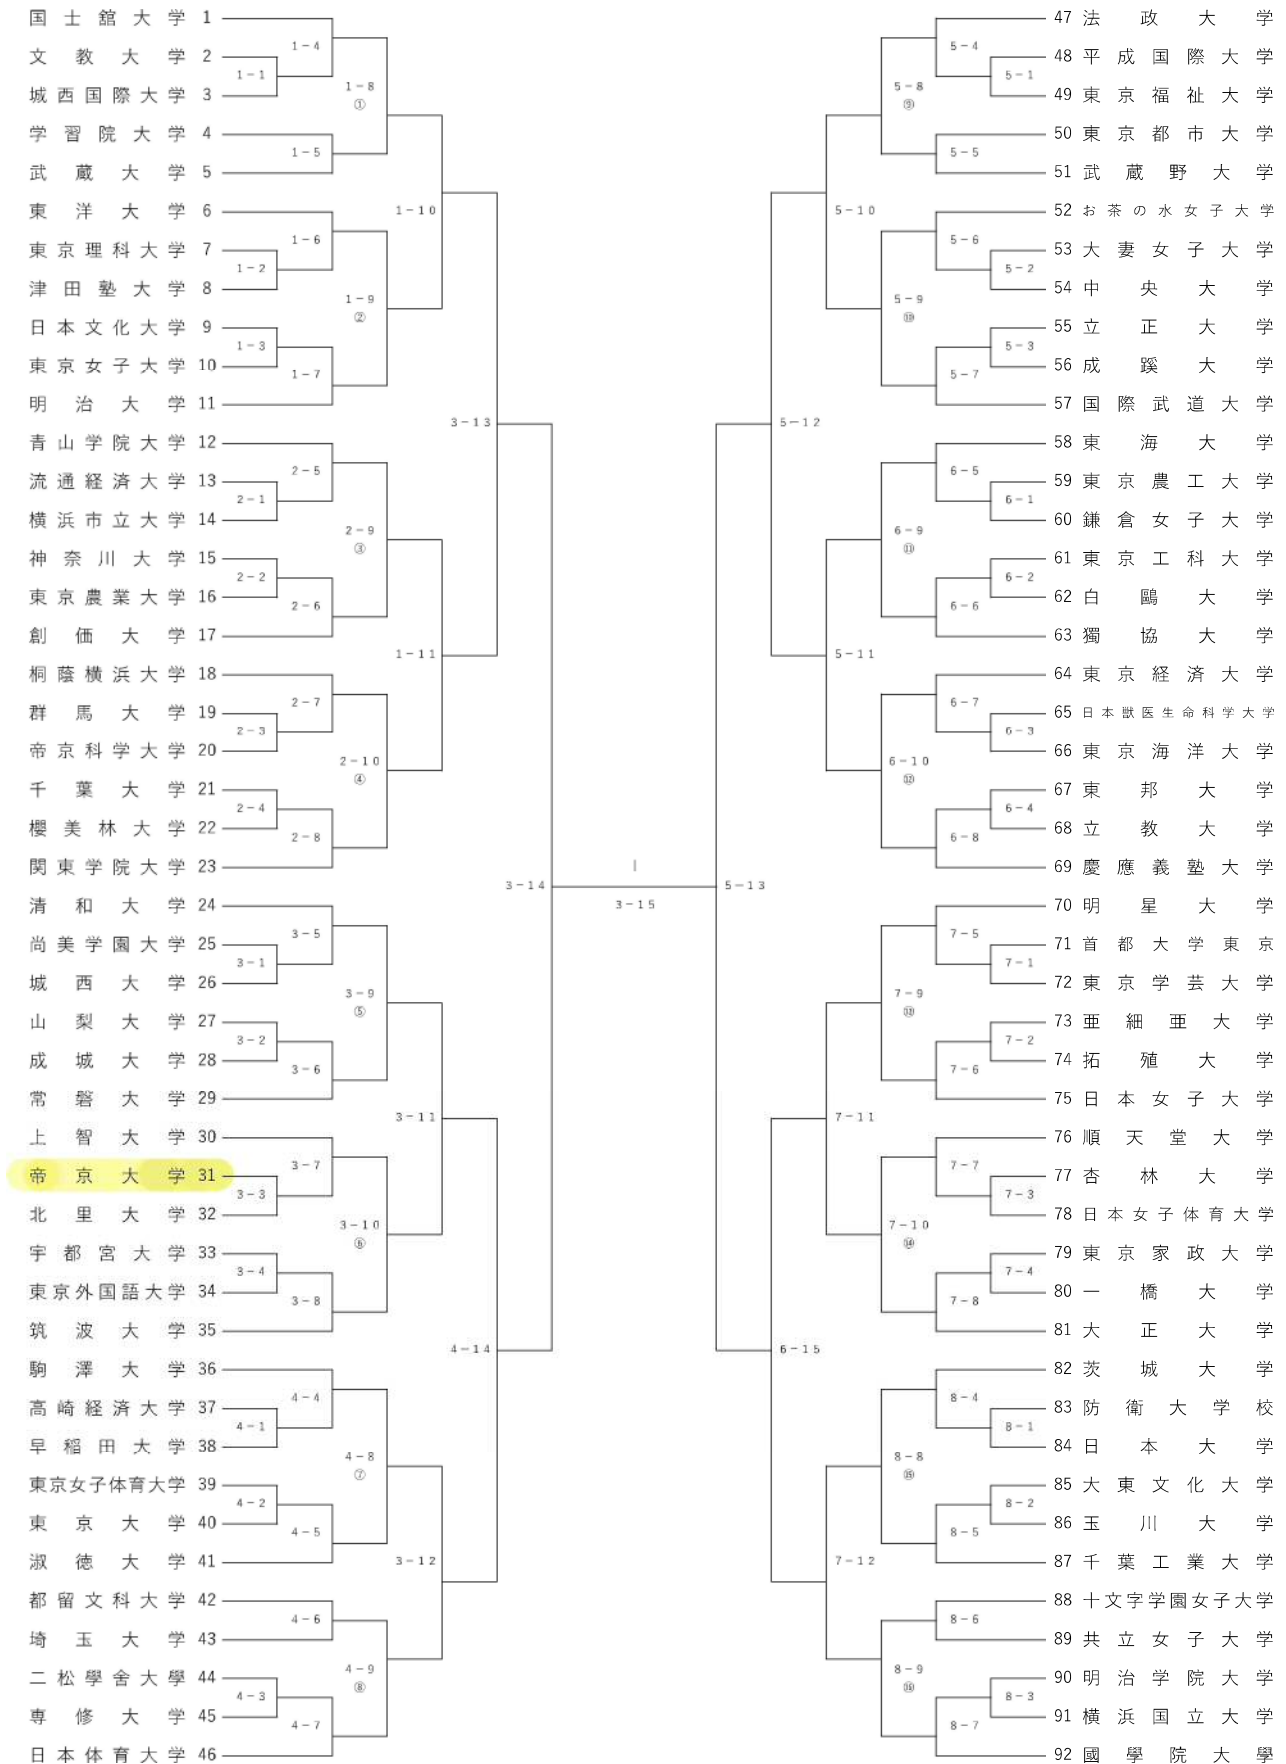 国士舘大学 1
文教大学 2
城西国際大学 3
学習院大学 4
武蔵大学 5
東洋大学 6
東京理科大学 7
津田塾大学 8
日本文化大学 9
東京女子大学 10
明治大学 11
青山学院大学 12
流通経済大学 13
横浜市立大学 14
神奈川大学 15
東京農業大学 16
創価大学 17
桐蔭横浜大学 18
群馬大学 19
帝京科学大学 20
千葉大学 21
櫻美林大学 22
関東学院大学 23
清和大学 24
尚美学園大学 25
城西大学 26
山梨大学 27
成城大学 28
常磐大学 29
上智大学 30
帝京大学 31
北里大学 32
宇都宮大学 33
東京外国語大学 34
筑波大学 35
駒澤大学 36
高崎経済大学 37
早稲田大学 38
東京女子体育大学 39
東京大学 40
淑徳大学 41
都留文科大学 42
埼玉大学 43
二松學舍大學 44
専修大学 45
日本体育大学 46
1-4
1-1
1-8
①
1-5
1-10
1-6
1-2
1-9
②
1-3
1-7
3-13
2-5
2-1
2-9
③
2-2
2-6
1-11
2-7
2-3
2-10
④
2-4
2-8
3-14
3-5
3-1
3-9
⑤
3-2
3-6
3-11
3-7
3-3
3-10
⑥
3-4
3-8
4-14
4-4
4-1
4-8
⑦
4-2
4-5
3-12
4-6
4-9
⑧
4-3
4-7
3-15
5-13
5-4
5-1
5-8
⑨
5-5
5-10
5-6
5-2
5-9
⑩
5-3
5-7
5-12
6-5
6-1
6-9
⑪
6-2
6-6
5-11
6-7
6-3
6-10
⑫
6-4
6-8
7-5
7-1
7-9
⑬
7-2
7-6
7-11
7-7
7-3
7-10
⑭
7-4
7-8
6-15
8-4
8-1
8-8
⑮
8-2
8-5
7-12
8-6
8-9
⑯
8-3
8-7
47 法政大学
48 平成国際大学
49 東京福祉大学
50 東京都市大学
51 武蔵野大学
52 お茶の水女子大学
53 大妻女子大学
54 中央大学
55 立正大学
56 成蹊大学
57 国際武道大学
58 東海大学
59 東京農工大学
60 鎌倉女子大学
61 東京工科大学
62 白鷗大学
63 獨協大学
64 東京経済大学
65 日本獣医生命科学大学
66 東京海洋大学
67 東邦大学
68 立教大学
69 慶應義塾大学
70 明星大学
71 首都大学東京
72 東京学芸大学
73 亜細亜大学
74 拓殖大学
75 日本女子大学
76 順天堂大学
77 杏林大学
78 日本女子体育大学
79 東京家政大学
80 一橋大学
81 大正大学
82 茨城大学
83 防衛大学校
84 日本大学
85 大東文化大学
86 玉川大学
87 千葉工業大学
88 十文字学園女子大学
89 共立女子大学
90 明治学院大学
91 横浜国立大学
92 國學院大學